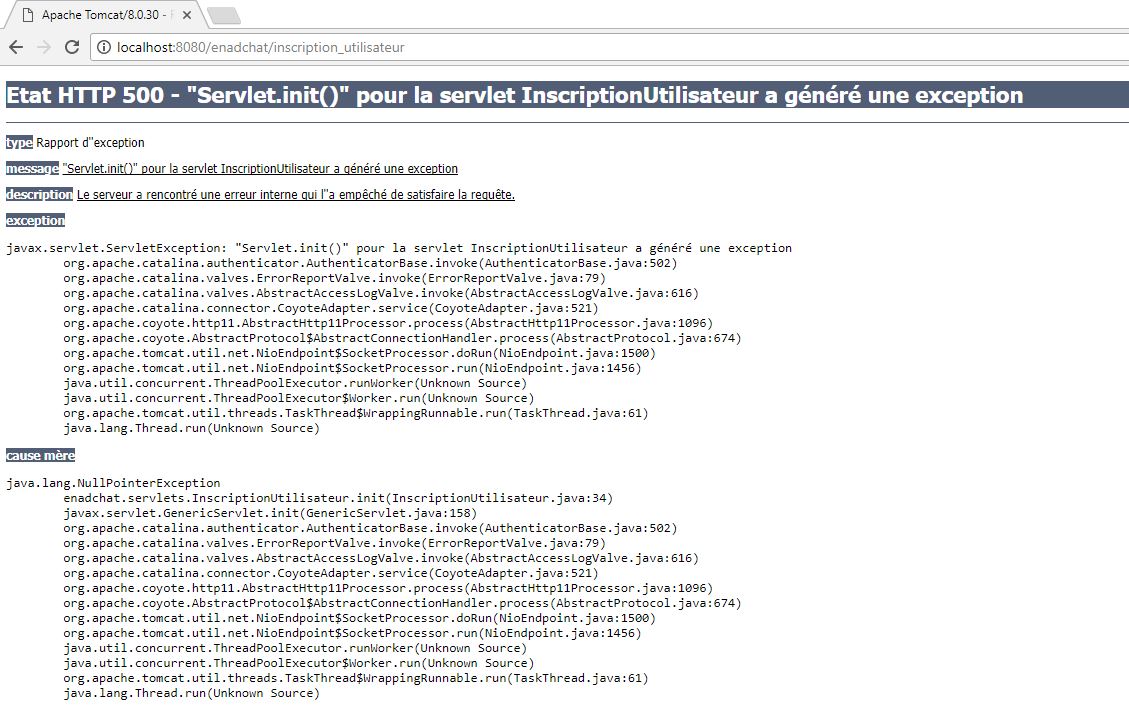 Apache Tomcat/8.0.30 -
localhost:8080/enadchat/inscription_utilisateur
Etat HTTP 500 - "Servlet.init()" pour la servlet InscriptionUtilisateur a généré une exception
type Rapport d''exception
message "Servlet.init()" pour la servlet InscriptionUtilisateur a généré une exception
description Le serveur a rencontré une erreur interne qui l''a empêché de satisfaire la requête.
exception
javax.servlet.ServletException: "Servlet.init()" pour la servlet InscriptionUtilisateur a généré une exception
org.apache.catalina.authenticator.AuthenticatorBase.invoke(AuthenticatorBase.java:502)
org.apache.catalina.valves.ErrorReportValve.invoke(ErrorReportValve.java:79)
org.apache.catalina.valves.AbstractAccessLogValve.invoke(AbstractAccessLogValve.java:616)
org.apache.catalina.connector.CoyoteAdapter.service(CoyoteAdapter.java:521)
org.apache.coyote.http11.AbstractHttp11Processor.process(AbstractHttp11Processor.java:1096)
org.apache.coyote.AbstractProtocol$AbstractConnectionHandler.process(AbstractProtocol.java:674)
org.apache.tomcat.util.net.NioEndpoint$SocketProcessor.doRun(NioEndpoint.java:1500)
org.apache.tomcat.util.net.NioEndpoint$SocketProcessor.run(NioEndpoint.java:1456)
java.util.concurrent.ThreadPoolExecutor.runWorker(Unknown Source)
java.util.concurrent.ThreadPoolExecutor$Worker.run(Unknown Source)
org.apache.tomcat.util.threads.TaskThread$WrappingRunnable.run(TaskThread.java:61)
java.lang.Thread.run(Unknown Source)
cause mère
java.lang.NullPointerException
enadchat.servlets.InscriptionUtilisateur.init(InscriptionUtilisateur.java:34)
javax.servlet.GenericServlet.init(GenericServlet.java:158)
org.apache.catalina.authenticator.AuthenticatorBase.invoke(AuthenticatorBase.java:502)
org.apache.catalina.valves.ErrorReportValve.invoke(ErrorReportValve.java:79)
org.apache.catalina.valves.AbstractAccessLogValve.invoke(AbstractAccessLogValve.java:616)
org.apache.catalina.connector.CoyoteAdapter.service(CoyoteAdapter.java:521)
org.apache.coyote.http11.AbstractHttp11Processor.process(AbstractHttp11Processor.java:1096)
org.apache.coyote.AbstractProtocol$AbstractConnectionHandler.process(AbstractProtocol.java:674)
org.apache.tomcat.util.net.NioEndpoint$SocketProcessor.doRun(NioEndpoint.java:1500)
org.apache.tomcat.util.net.NioEndpoint$SocketProcessor.run(NioEndpoint.java:1456)
java.util.concurrent.ThreadPoolExecutor.runWorker(Unknown Source)
java.util.concurrent.ThreadPoolExecutor$Worker.run(Unknown Source)
org.apache.tomcat.util.threads.TaskThread$WrappingRunnable.run(TaskThread.java:61)
java.lang.Thread.run(Unknown Source)